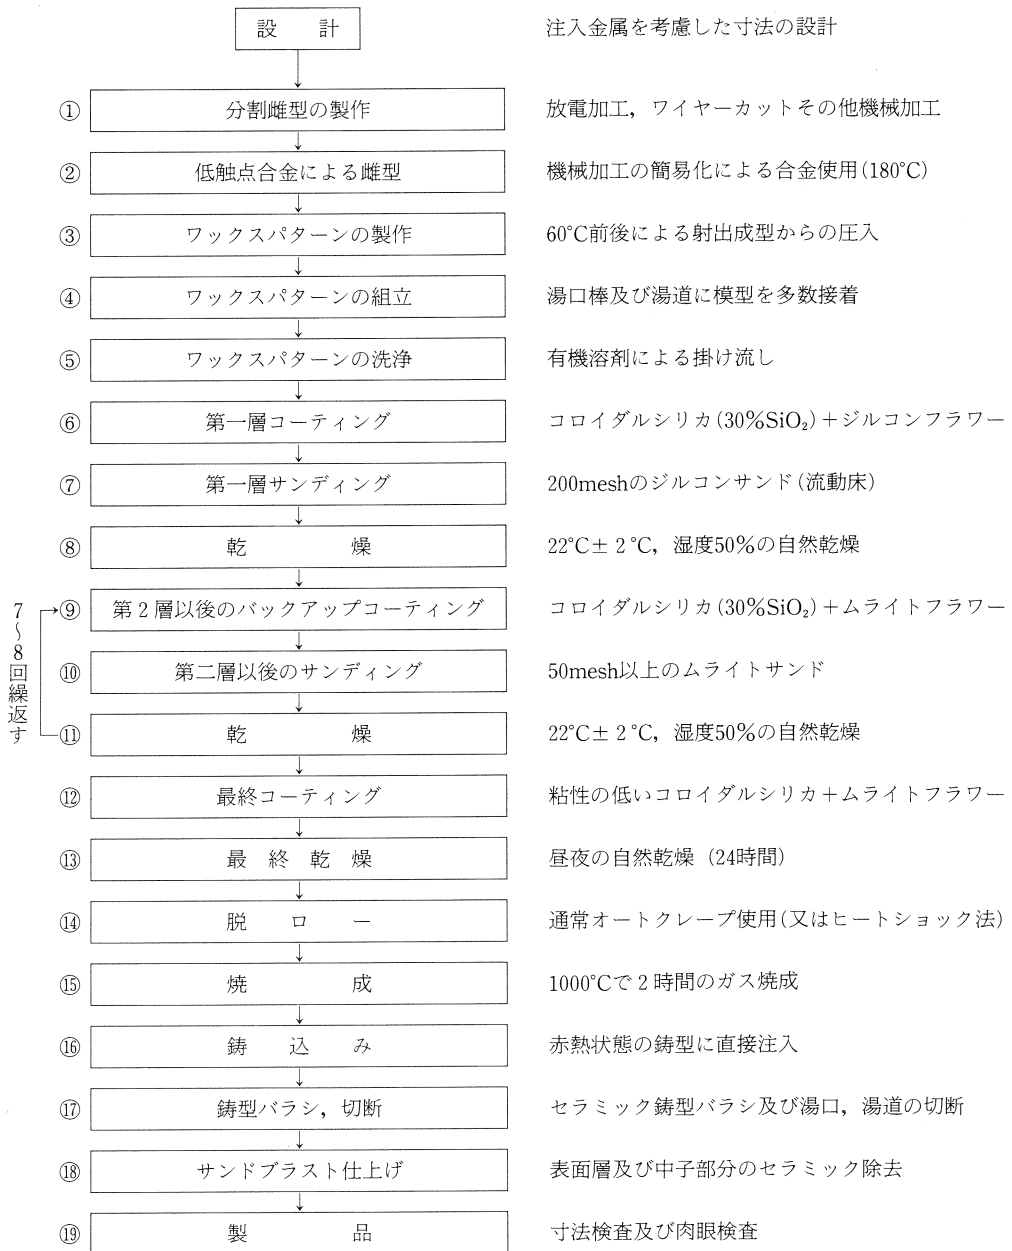 設 計 注入金属を考慮した寸法の設計
① 分割雌型の製作 放電加工，ワイヤーカットその他機械加工
② 低触点合金による雌型 機械加工の簡易化による合金使用(180℃)
③ ワックスパターンの製作 60℃前後による射出成型からの圧入
④ ワックスパターンの組立 湯口棒及び湯道に模型を多数接着
⑤ ワックスパターンの洗浄 有機溶剤による掛け流し
⑥ 第一層コーティング コロイダルシリカ(30％SiO₂)＋ジルコンフラワー
⑦ 第一層サンディング 200meshのジルコンサンド(流動床)
⑧ 乾 燥 22℃±2℃，湿度50％の自然乾燥
7〜8回繰返す
⑨ 第2層以後のバックアップコーティング コロイダルシリカ(30％SiO₂)＋ムライトフラワー
⑩ 第二層以後のサンディング 50mesh以上のムライトサンド
⑪ 乾 燥 22℃±2℃，湿度50％の自然乾燥
⑫ 最終コーティング 粘性の低いコロイダルシリカ＋ムライトフラワー
⑬ 最 終 乾 燥 昼夜の自然乾燥（24時間）
⑭ 脱 ロ ー 通常オートクレーブ使用(又はヒートショック法)
⑮ 焼 成 1000℃で2時間のガス焼成
⑯ 鋳 込 み 赤熱状態の鋳型に直接注入
⑰ 鋳型バラシ，切断 セラミック鋳型バラシ及び湯口，湯道の切断
⑱ サンドブラスト仕上げ 表面層及び中子部分のセラミック除去
⑲ 製 品 寸法検査及び肉眼検査